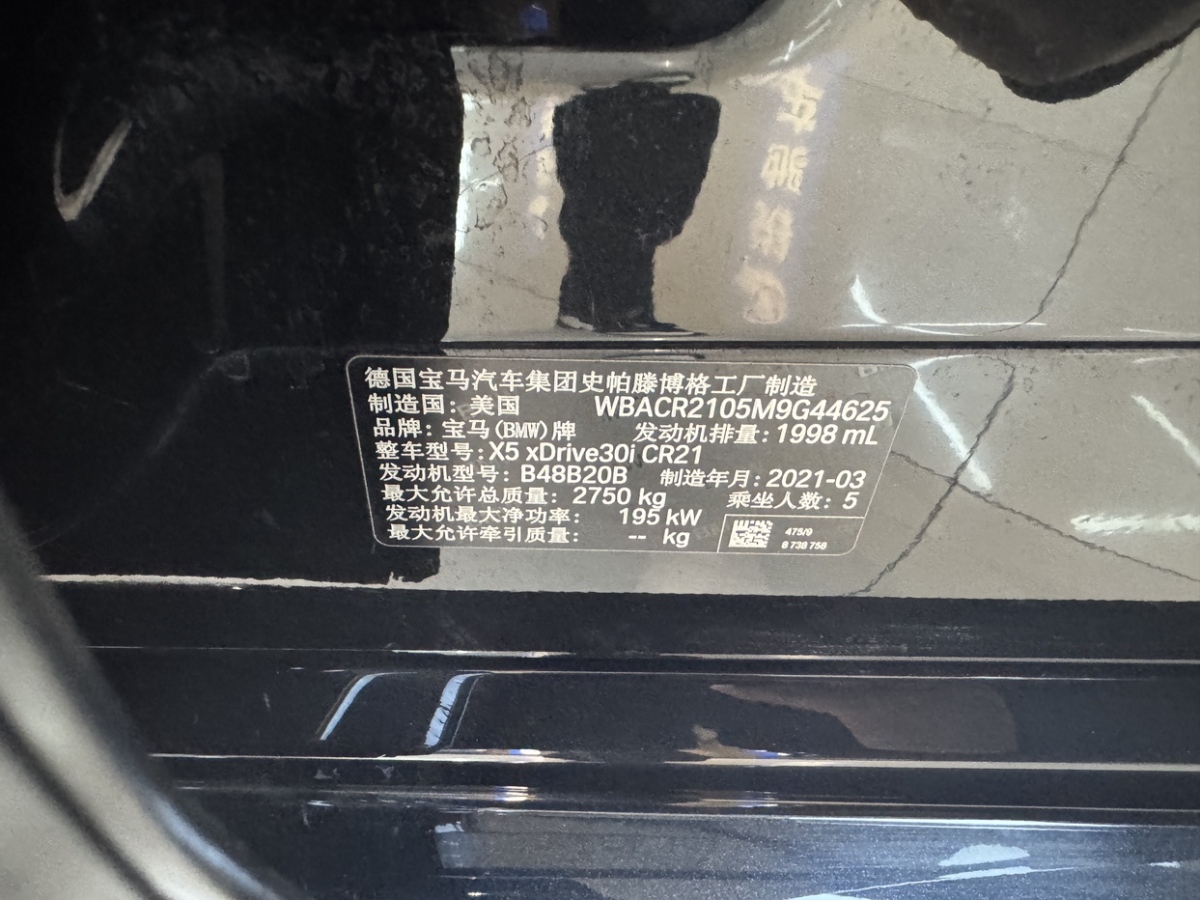 德国宝马汽车集团史帕滕博格工厂制造
制造国：美国 WBACR2105M9G44625
品牌：宝马(BMW)牌 发动机排量：1998 mL
整车型号：X5 xDrive30i CR21
发动机型号：B48B20B 制造年月：2021-03
最大允许总质量：2750 kg 乘坐人数：5
发动机最大净功率：195 kW
最大允许牵引质量：-- kg
475/9
8 738 758